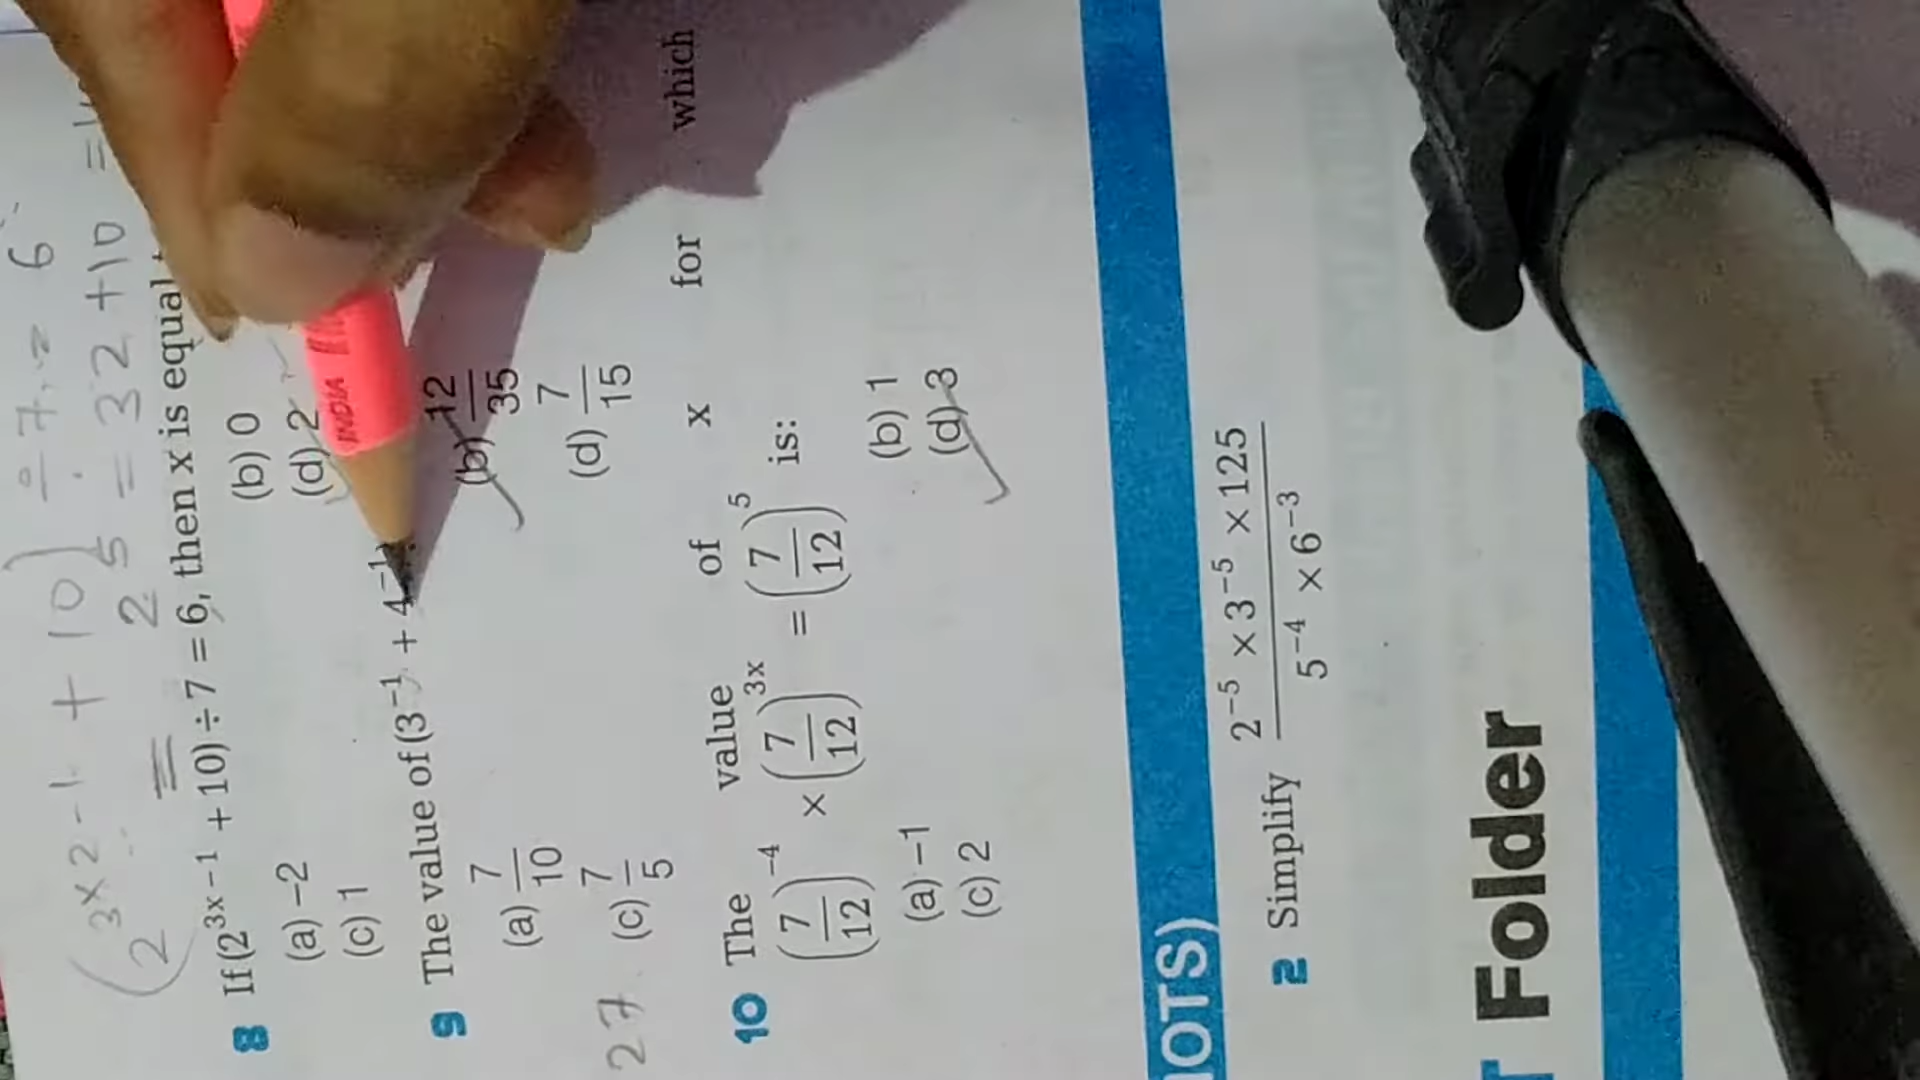 (2^3x2-1 + 10) ÷ 7 = 6
2^5 = 32 + 10 =
8 If (2^{3x-1} + 10) ÷ 7 = 6, then x is equal
(a) -2 (b) 0
(c) 1 (d) 2
9 The value of (3^{-1} + 4^{-1})
(a) 7/10 (b) 12/35
(c) 7/5 (d) 7/15
27
10 The value of x for which
(7/12)^{-4} × (7/12)^{3x} = (7/12)^5 is:
(a) -1 (b) 1
(c) 2 (d) 3
OTS)
2 Simplify \frac{2^{-5} × 3^{-5} × 125}{5^{-4} × 6^{-3}}
T Folder
INDIA